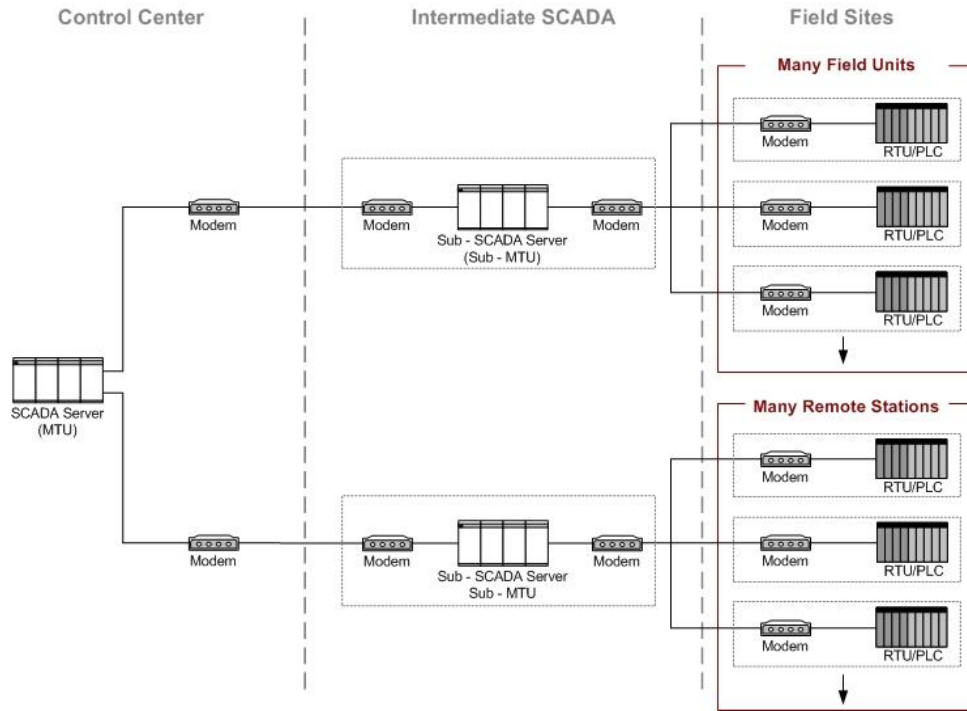 Control Center
Intermediate SCADA
Field Sites
Many Field Units
Modem
RTU/PLC
Modem
RTU/PLC
Modem
RTU/PLC
Modem
Modem
Sub - SCADA Server
(Sub - MTU)
Modem
SCADA Server
(MTU)
Many Remote Stations
Modem
RTU/PLC
Modem
RTU/PLC
Modem
RTU/PLC
Modem
Modem
Sub - SCADA Server
Sub - MTU
Modem